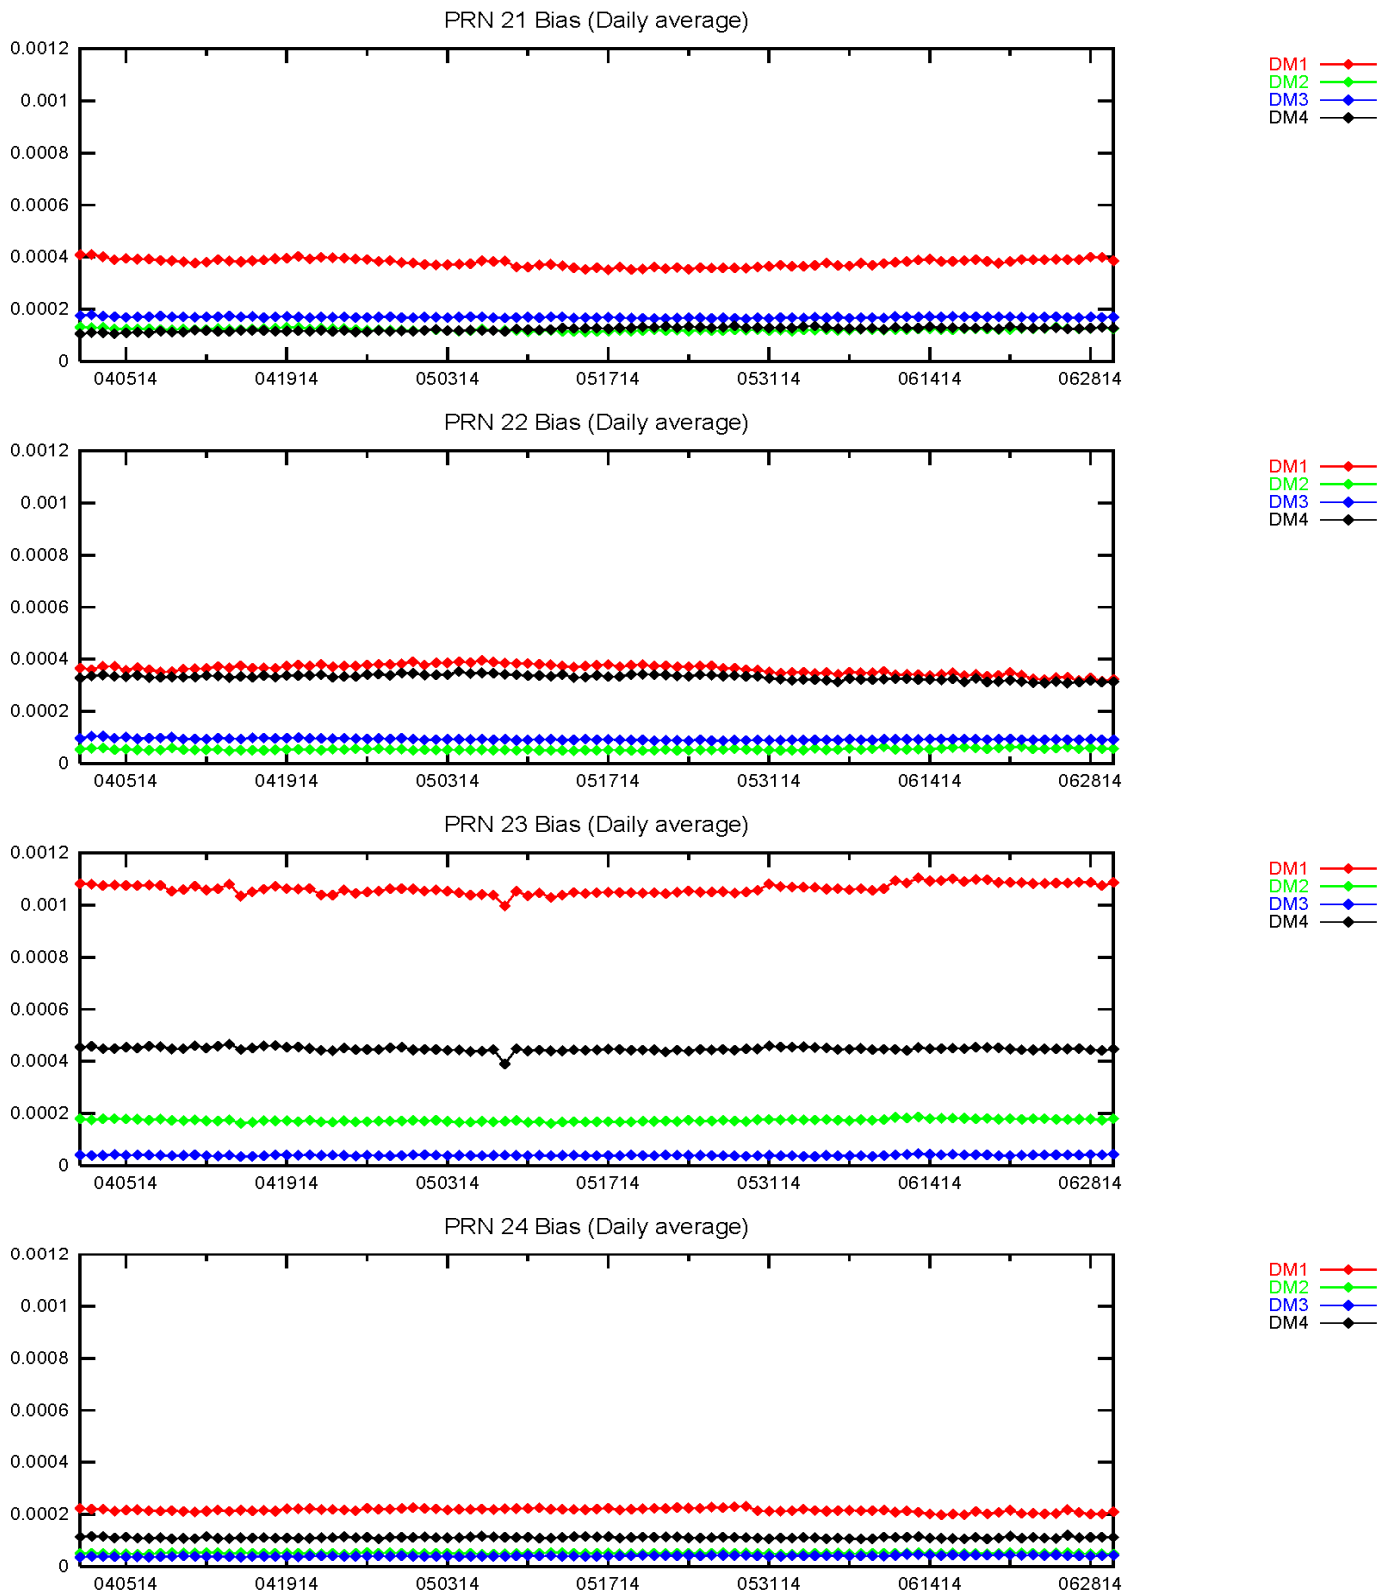 PRN 21 Bias (Daily average)
0.0012
0.001
0.0008
0.0006
0.0004
0.0002
0
040514 041914 050314 051714 053114 061414 062814
DM1
DM2
DM3
DM4
PRN 22 Bias (Daily average)
0.0012
0.001
0.0008
0.0006
0.0004
0.0002
0
040514 041914 050314 051714 053114 061414 062814
DM1
DM2
DM3
DM4
PRN 23 Bias (Daily average)
0.0012
0.001
0.0008
0.0006
0.0004
0.0002
0
040514 041914 050314 051714 053114 061414 062814
DM1
DM2
DM3
DM4
PRN 24 Bias (Daily average)
0.0012
0.001
0.0008
0.0006
0.0004
0.0002
0
040514 041914 050314 051714 053114 061414 062814
DM1
DM2
DM3
DM4